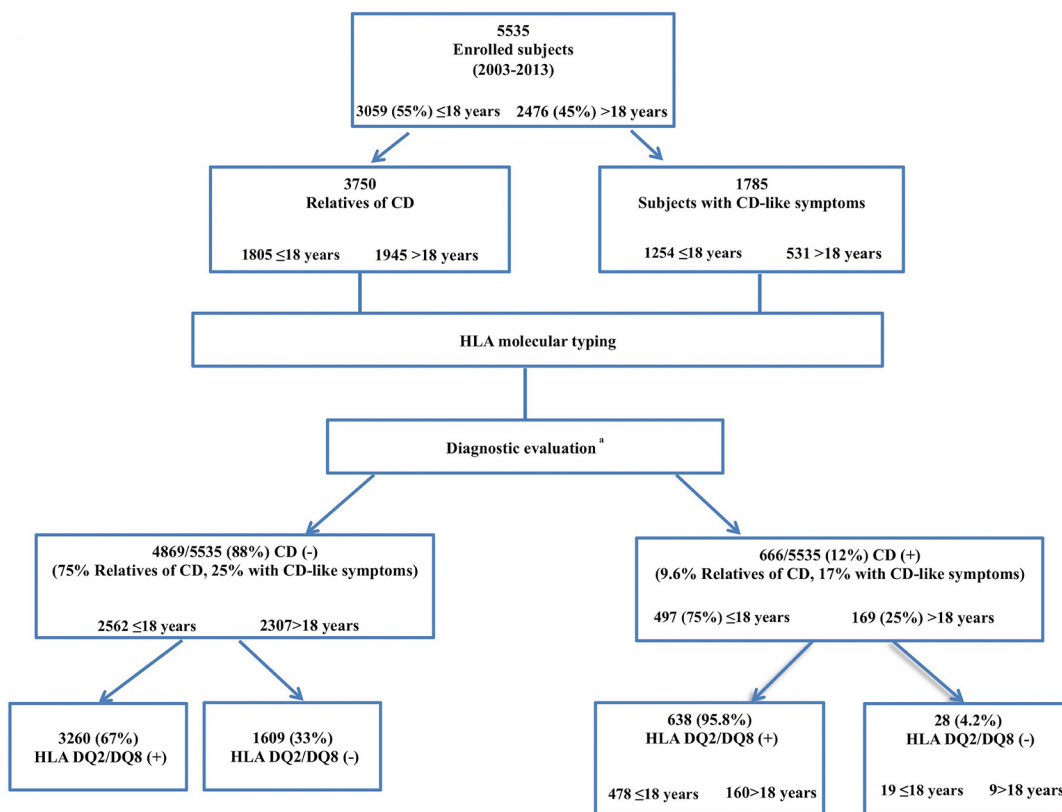 5535
Enrolled subjects
(2003-2013)
3059 (55%) ≤18 years 2476 (45%) >18 years
3750
Relatives of CD
1805 ≤18 years 1945 >18 years
1785
Subjects with CD-like symptoms
1254 ≤18 years 531 >18 years
HLA molecular typing
Diagnostic evaluation a
4869/5535 (88%) CD (-)
(75% Relatives of CD, 25% with CD-like symptoms)
2562 ≤18 years 2307>18 years
666/5535 (12%) CD (+)
(9.6% Relatives of CD, 17% with CD-like symptoms)
497 (75%) ≤18 years 169 (25%) >18 years
3260 (67%)
HLA DQ2/DQ8 (+)
1609 (33%)
HLA DQ2/DQ8 (-)
638 (95.8%)
HLA DQ2/DQ8 (+)
478 ≤18 years 160>18 years
28 (4.2%)
HLA DQ2/DQ8 (-)
19 ≤18 years 9>18 years